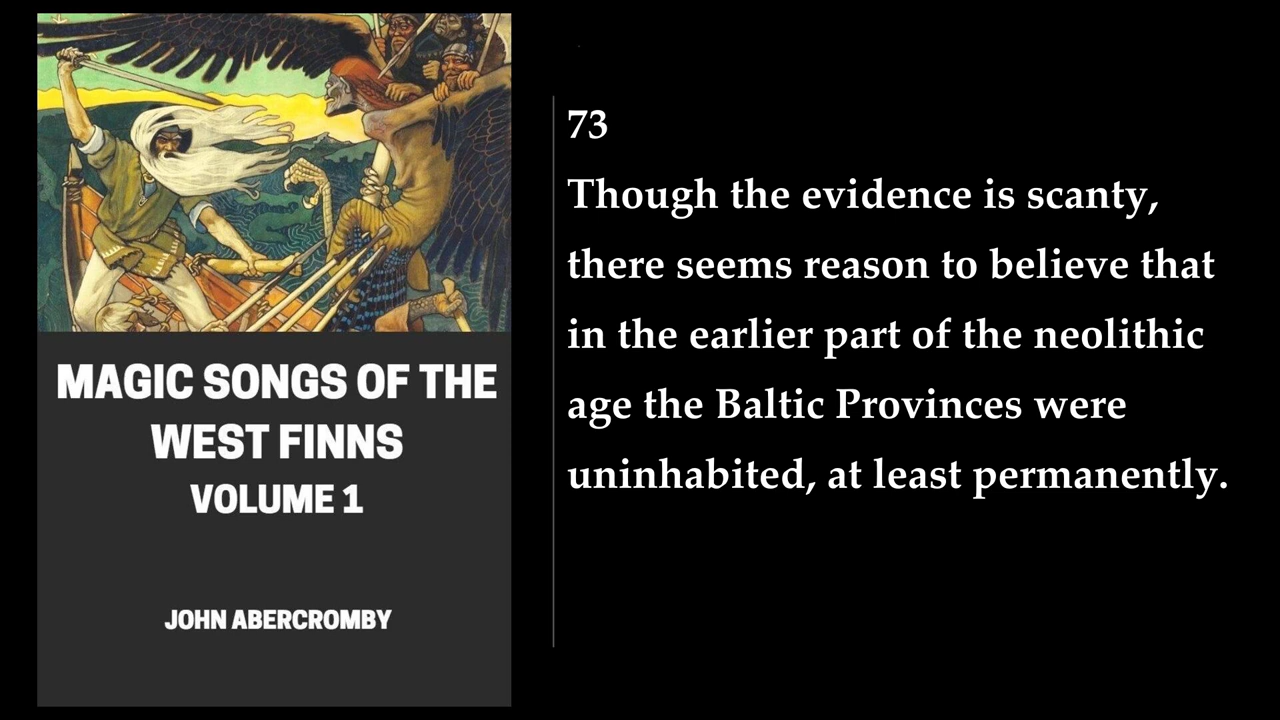 MAGIC SONGS OF THE
WEST FINNS
VOLUME 1
JOHN ABERCROMBY
73
Though the evidence is scanty,
there seems reason to believe that
in the earlier part of the neolithic
age the Baltic Provinces were
uninhabited, at least permanently.